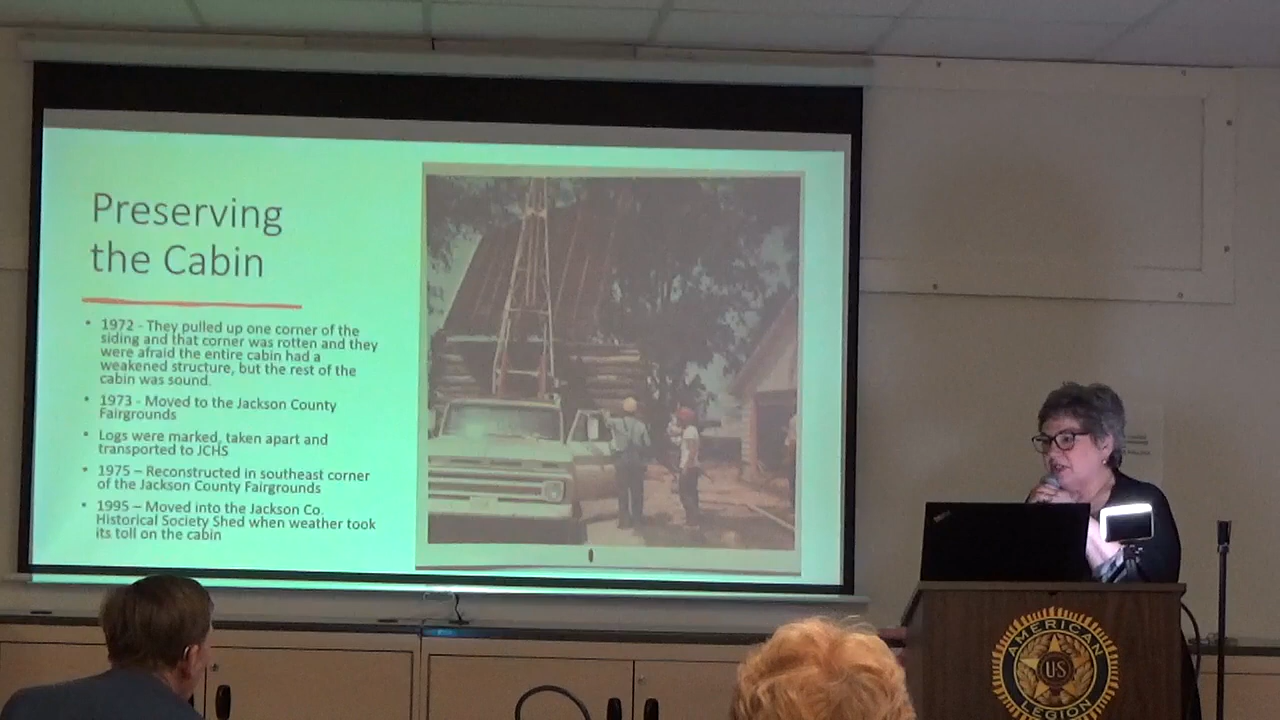 Preserving
the Cabin
• 1972 - They pulled up one corner of the
siding and that corner was rotten and they
were afraid the entire cabin had a
weakened structure, but the rest of the
cabin was sound.
• 1973 - Moved to the Jackson County
Fairgrounds
• Logs were marked, taken apart and
transported to JCHS
• 1975 – Reconstructed in southeast corner
of the Jackson County Fairgrounds
• 1995 – Moved into the Jackson Co.
Historical Society Shed when weather took
its toll on the cabin
AMERICAN
US
LEGION